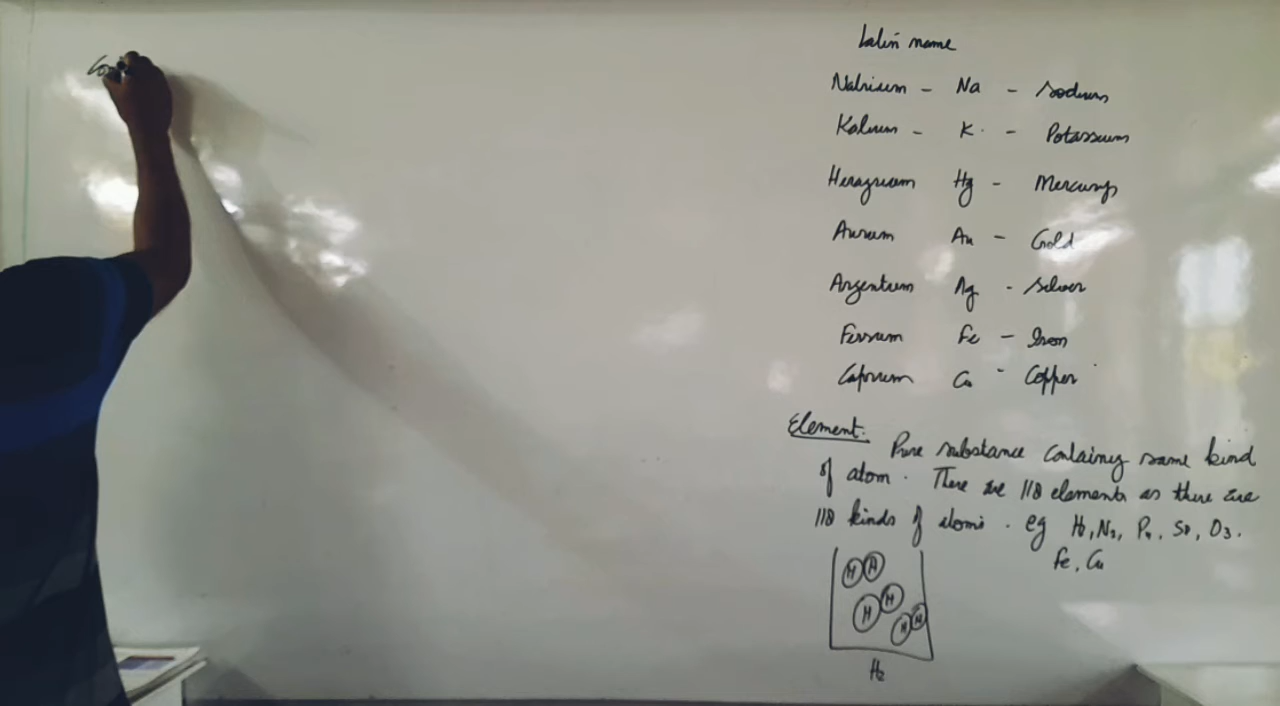 Co
Latin name
Natrium - Na - Sodium
Kalium - K - Potassium
Hiragyium Hg - Mercury
Aurum Au - Gold
Argentum Ag - Silver
Ferrum Fe - Iron
Cuprum Cu - Copper
Element:
Pure substance containing same kind
of atom. There are 118 elements as there are
118 kinds of atoms. eg H2, N2, P4, S8, O3.
Fe, Cu
H H
H H
H H
H2